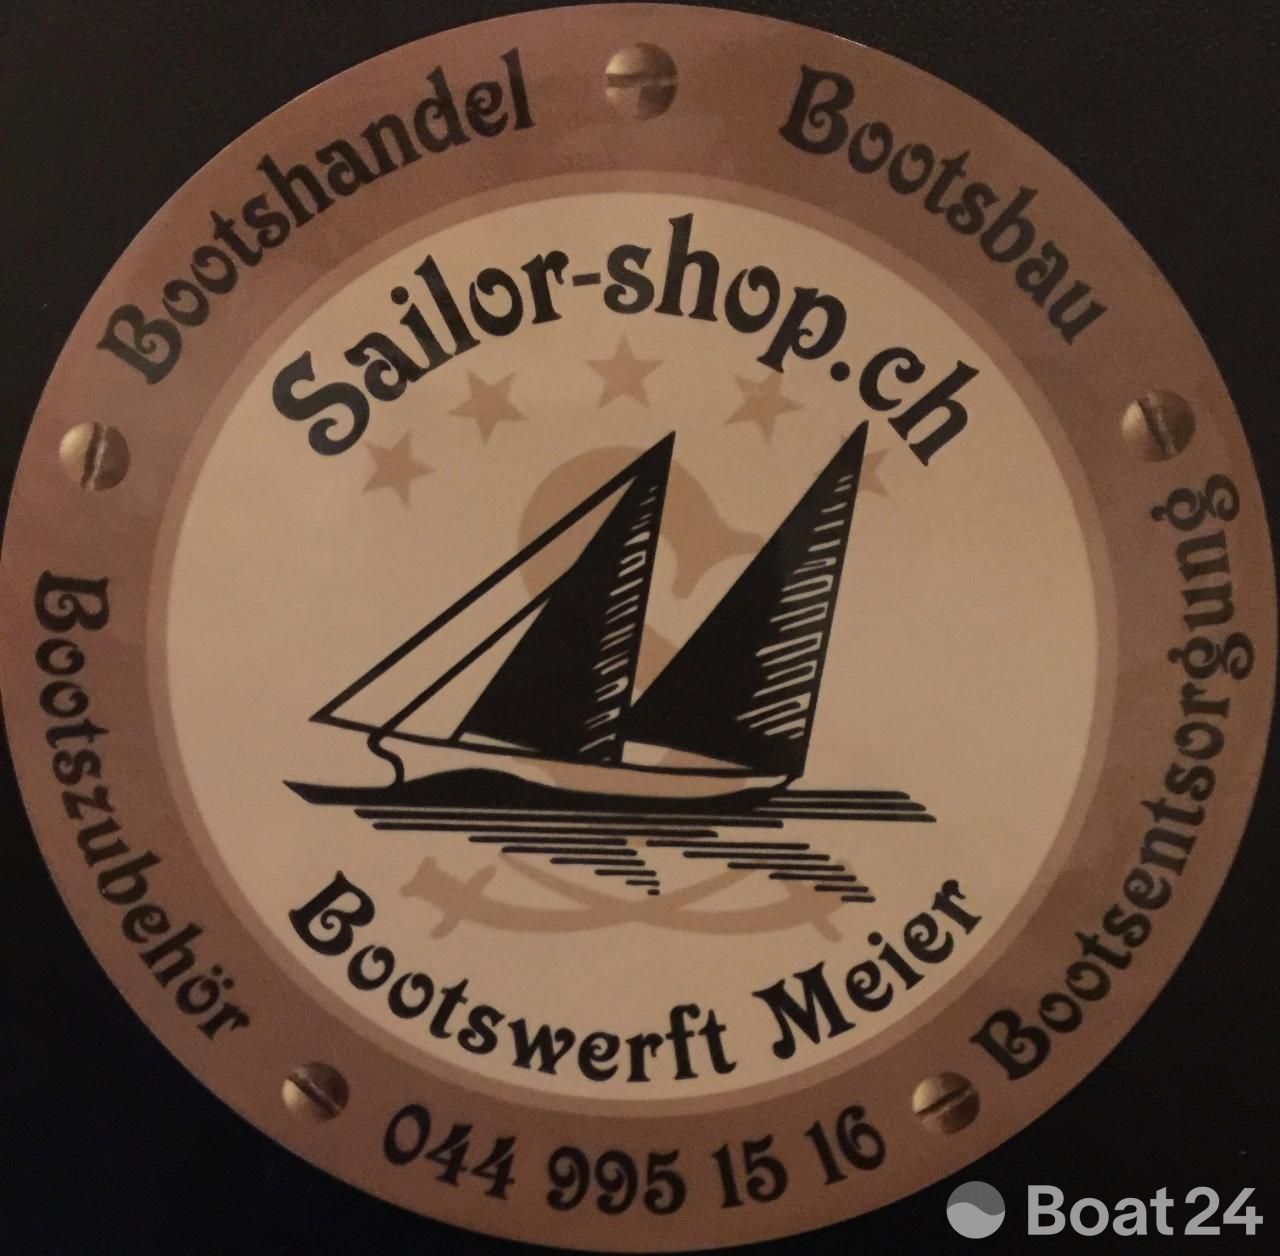 Bootshandel
Bootsbau
Bootsentsorgung
Bootszubehör
044 995 15 16
Sailor-shop.ch
Bootswerft Meier
Boat24